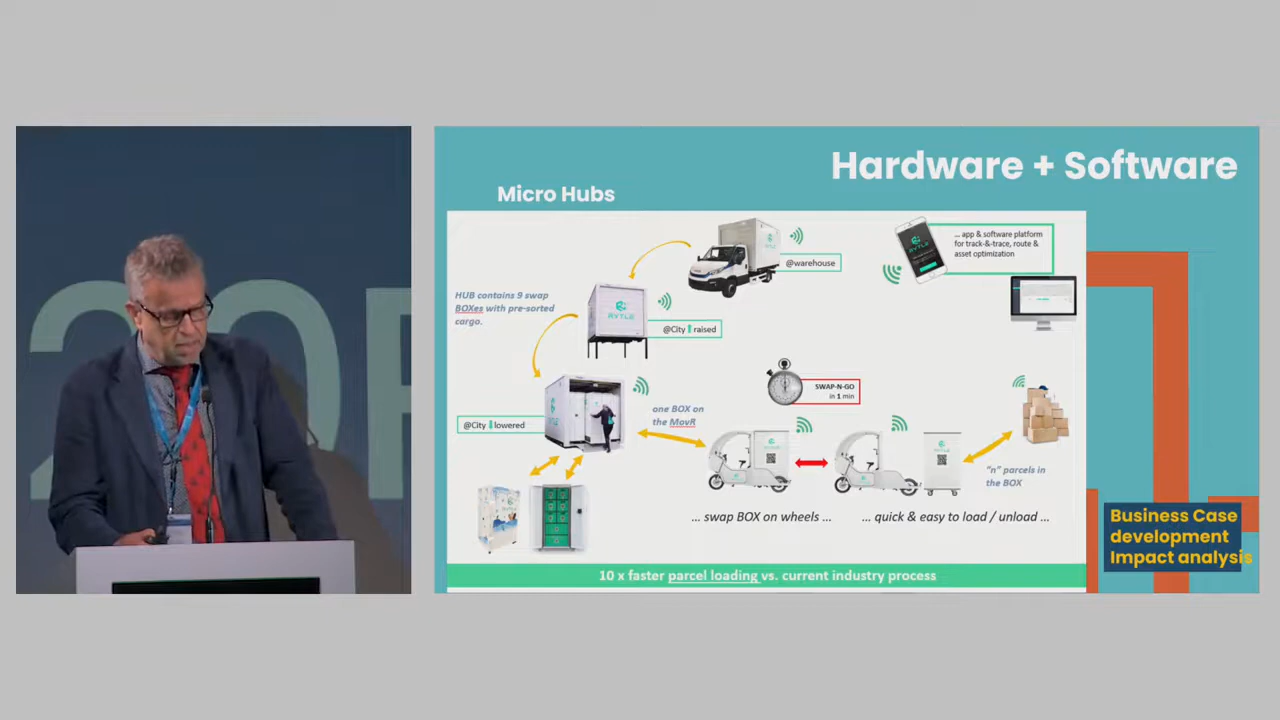 Hardware + Software
Micro Hubs
@warehouse
... app & software platform
for track-&-trace, route &
asset optimization
HUB contains 9 swap
BOXes with pre-sorted
cargo.
RYTLE
@City raised
SWAP-N-GO
in 1 min
@City lowered
one BOX on
the MovR
"n" parcels in
the BOX
... swap BOX on wheels ...
... quick & easy to load / unload ...
Business Case
development
Impact analysis
10 x faster parcel loading vs. current industry process